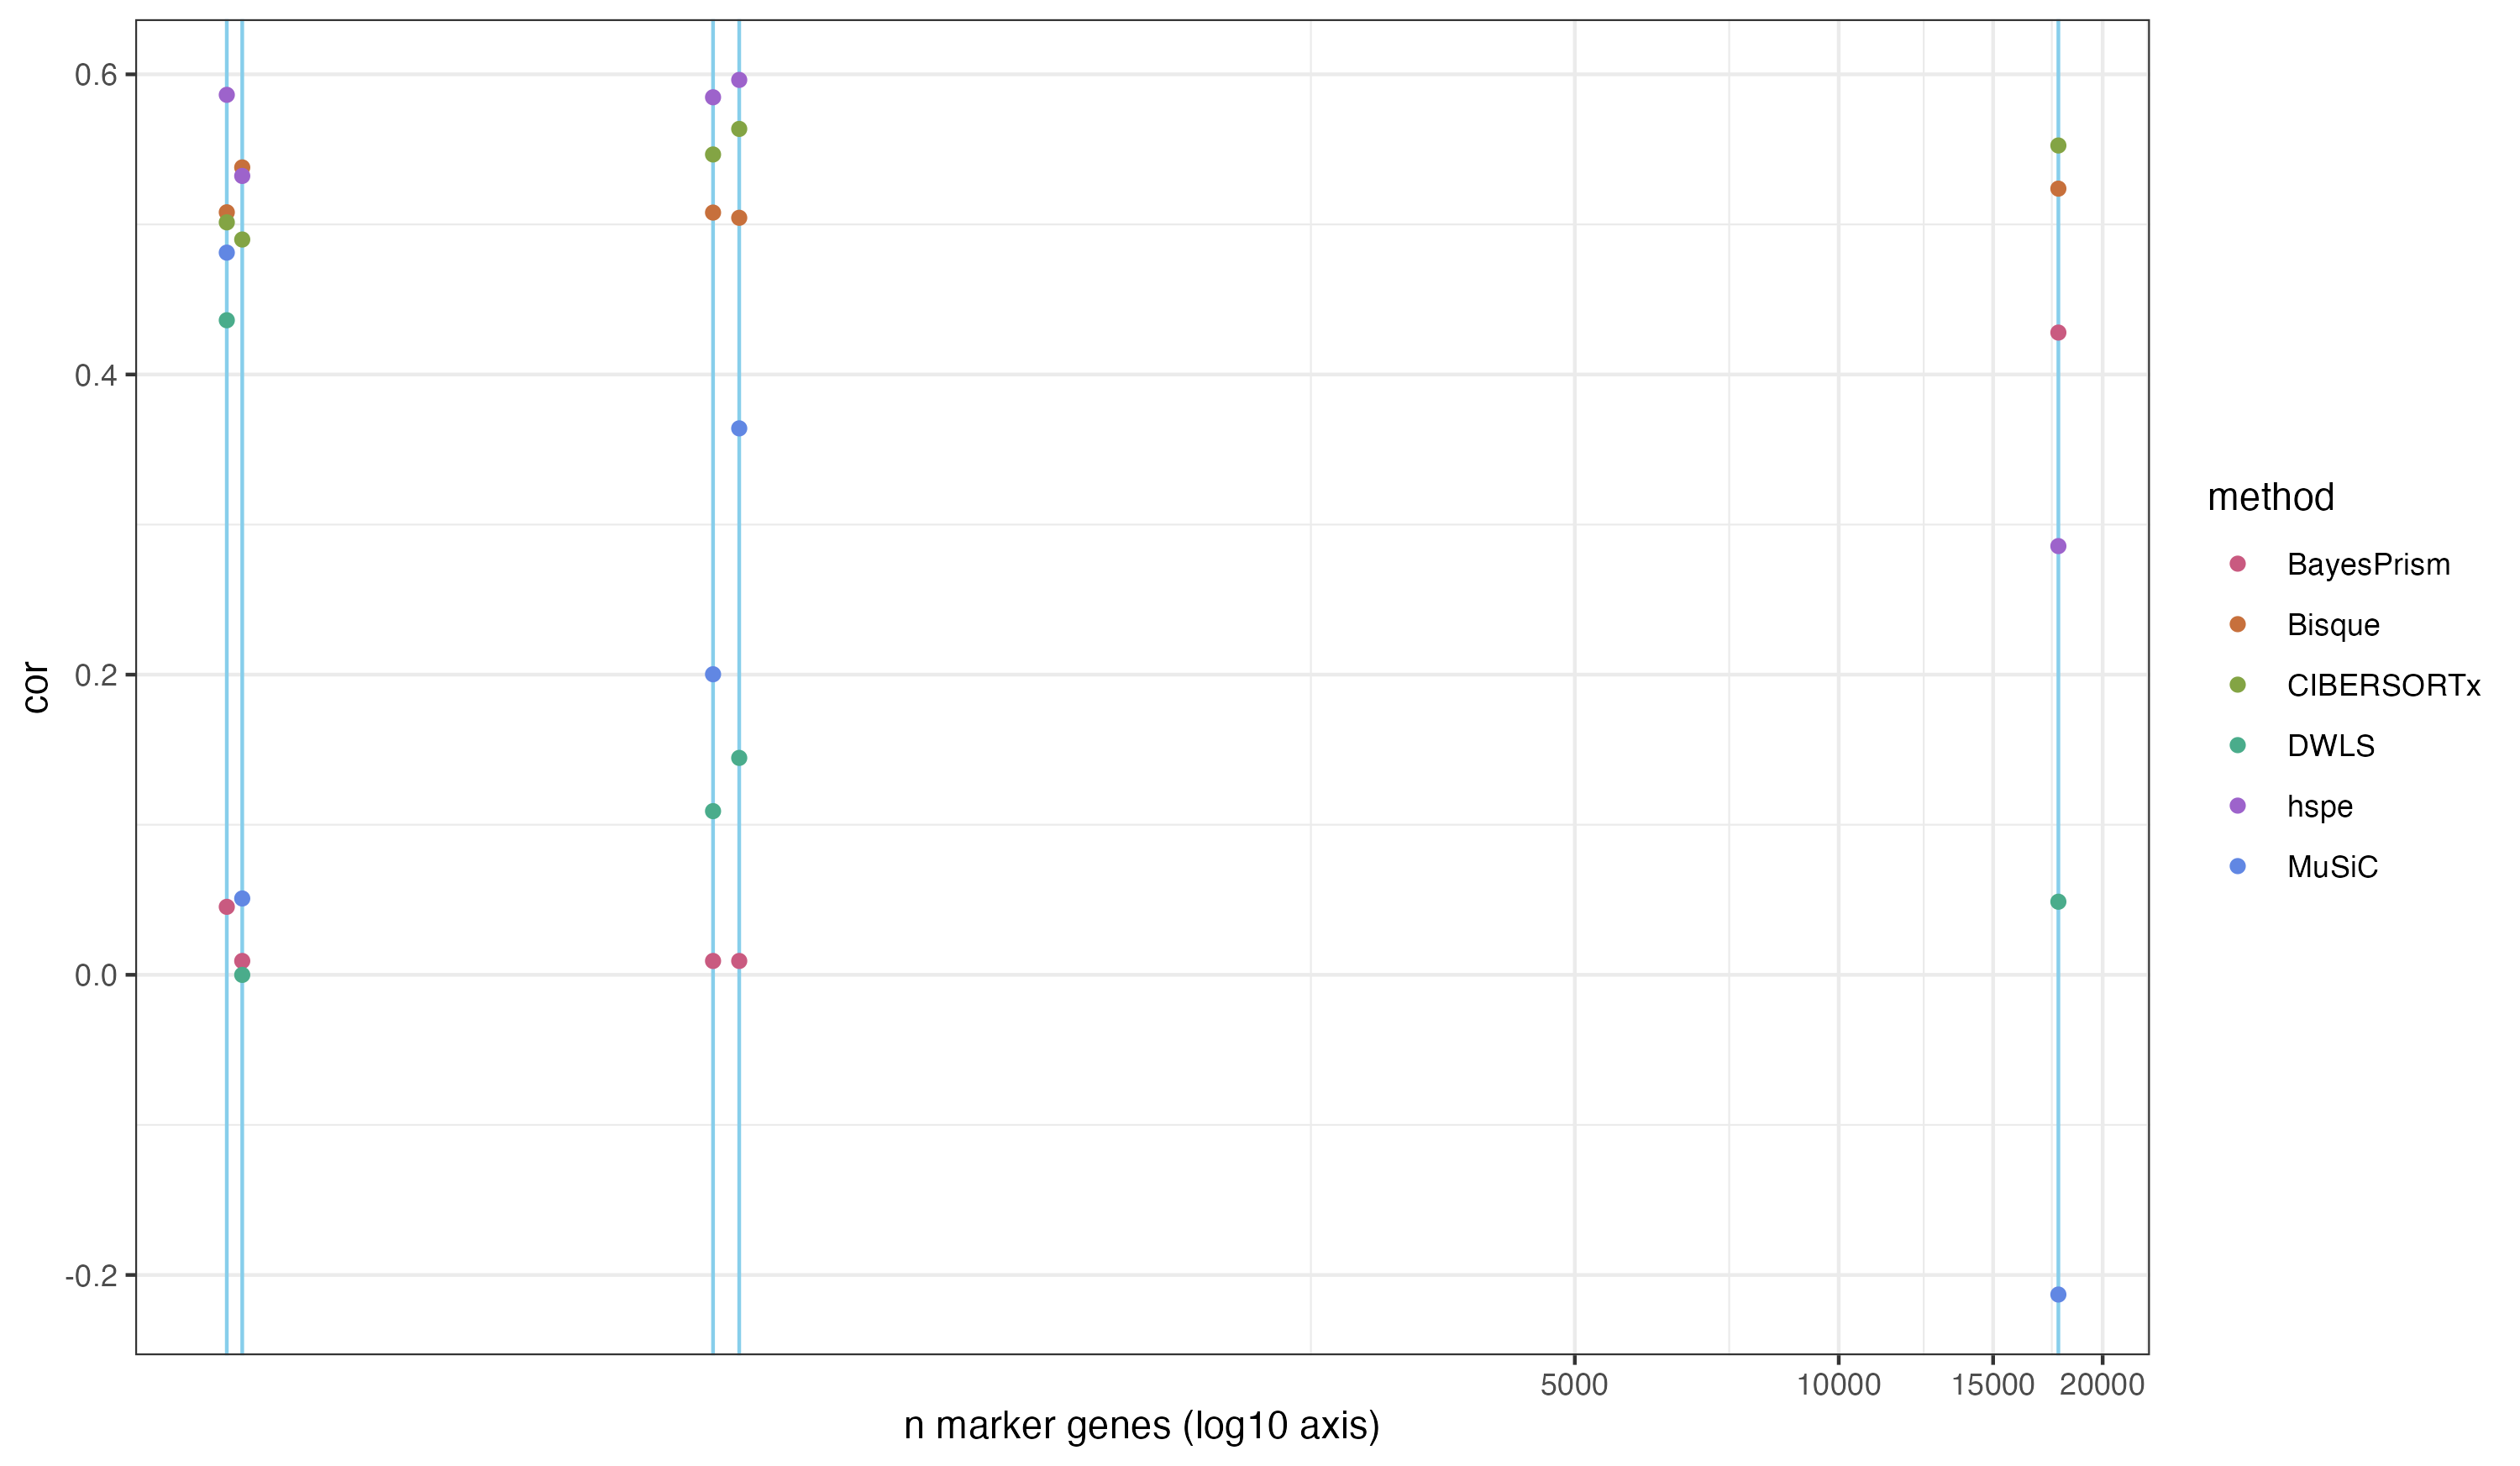 0.6
0.4
0.2
0.0
-0.2
cor
5000
10000
15000
20000
n marker genes (log10 axis)
method
BayesPrism
Bisque
CIBERSORTx
DWLS
hspe
MuSiC